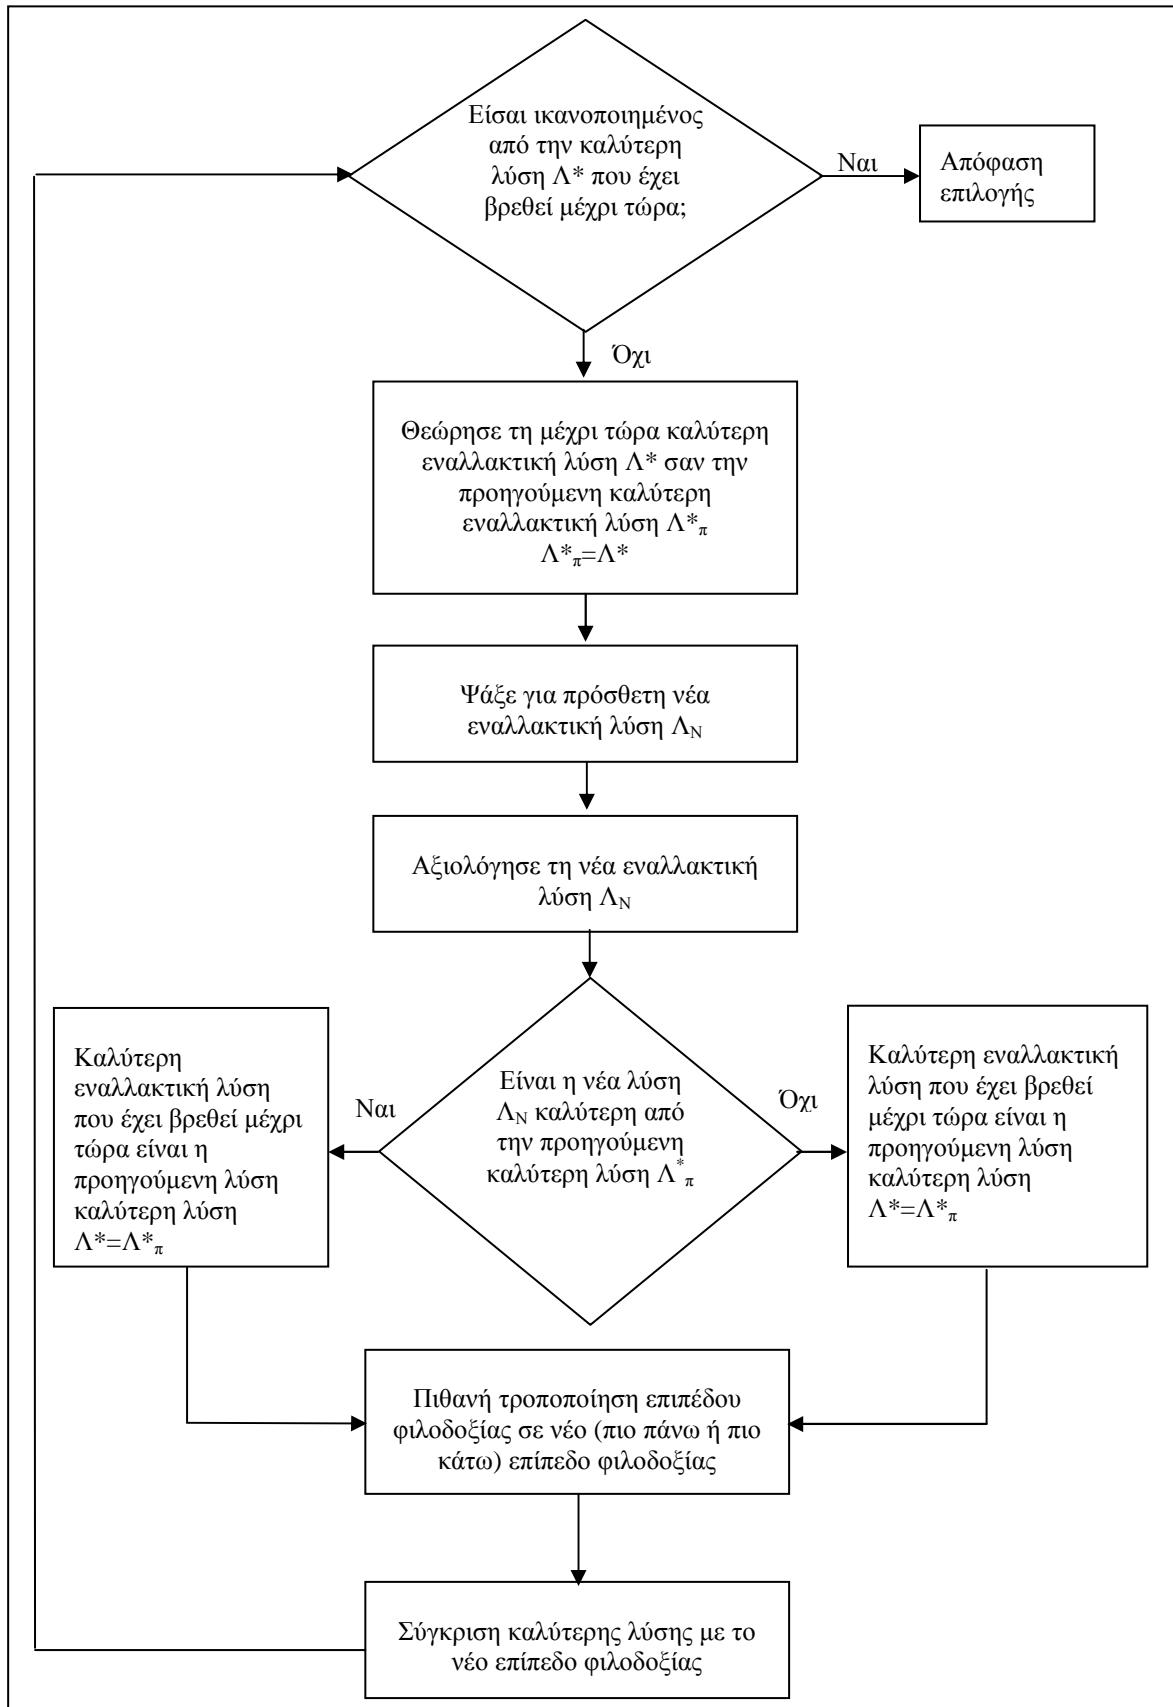 Είσαι ικανοποιημένος
από την καλύτερη
λύση Λ* που έχει
βρεθεί μέχρι τώρα;
Ναι
Απόφαση
επιλογής
Όχι
Θεώρησε τη μέχρι τώρα καλύτερη
εναλλακτική λύση Λ* σαν την
προηγούμενη καλύτερη
εναλλακτική λύση Λ*π
Λ*π=Λ*
Ψάξε για πρόσθετη νέα
εναλλακτική λύση ΛΝ
Αξιολόγησε τη νέα εναλλακτική
λύση ΛΝ
Καλύτερη
εναλλακτική λύση
που έχει βρεθεί μέχρι
τώρα είναι η
προηγούμενη λύση
καλύτερη λύση
Λ*=Λ*π
Ναι
Είναι η νέα λύση
ΛΝ καλύτερη από
την προηγούμενη
καλύτερη λύση Λ*π
Όχι
Καλύτερη εναλλακτική
λύση που έχει βρεθεί
μέχρι τώρα είναι η
προηγούμενη λύση
καλύτερη λύση
Λ*=Λ*π
Πιθανή τροποποίηση επιπέδου
φιλοδοξίας σε νέο (πιο πάνω ή πιο
κάτω) επίπεδο φιλοδοξίας
Σύγκριση καλύτερης λύσης με το
νέο επίπεδο φιλοδοξίας